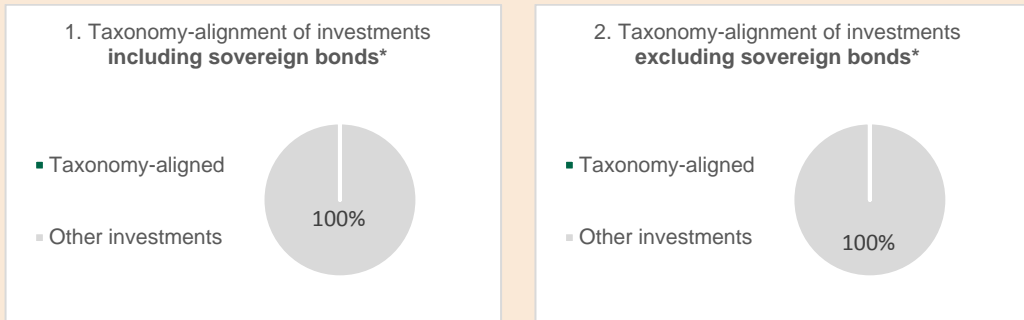 1. Taxonomy-alignment of investments
including sovereign bonds*
Taxonomy-aligned
Other investments
100%
2. Taxonomy-alignment of investments
excluding sovereign bonds*
Taxonomy-aligned
Other investments
100%